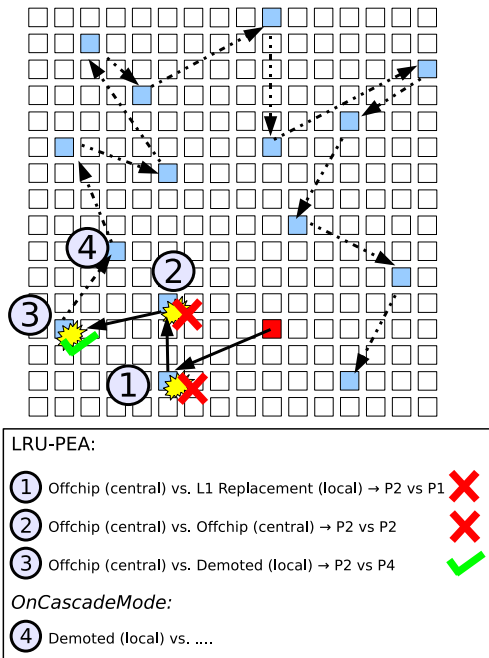 4
2
3
1
LRU-PEA:
1 Offchip (central) vs. L1 Replacement (local) → P2 vs P1
2 Offchip (central) vs. Offchip (central) → P2 vs P2
3 Offchip (central) vs. Demoted (local) → P2 vs P4
OnCascadeMode:
4 Demoted (local) vs. ....